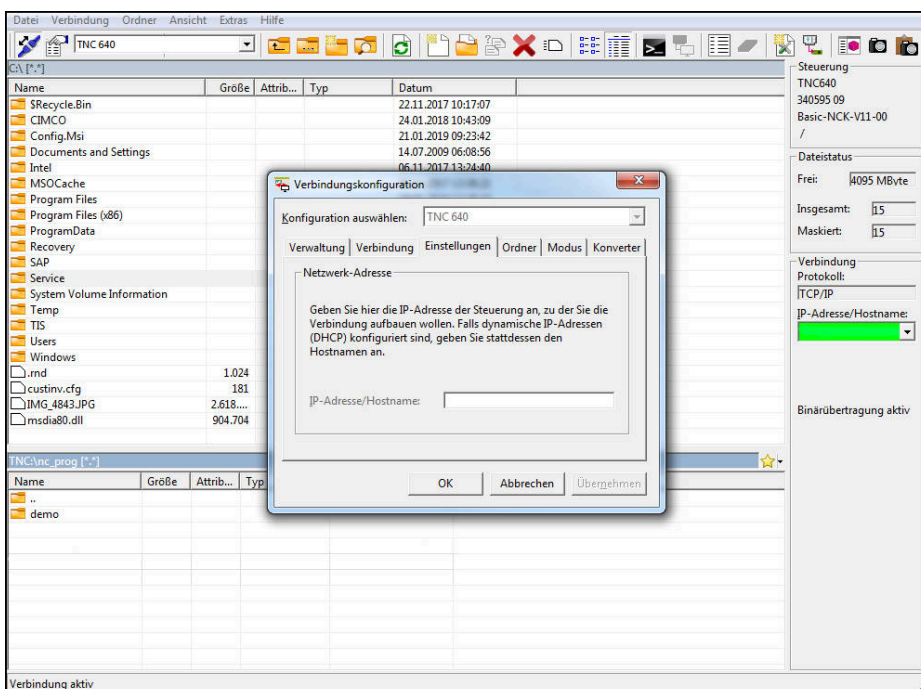 Datei Verbindung Ordner Ansicht Extras Hilfe
TNC 640
C:\ [*.*]
Name Größe Attrib... Typ Datum
$Recycle.Bin 22.11.2017 10:17:07
CIMCO 24.01.2018 10:43:09
Config.Msi 21.01.2019 09:23:42
Documents and Settings 14.07.2009 06:08:56
Intel 06.11.2017 13:24:40
MSOCache
Program Files
Program Files (x86)
ProgramData
Recovery
SAP
Service
System Volume Information
Temp
TIS
Users
Windows
.rnd 1.024
custinv.cfg 181
IMG_4843.JPG 2.618....
msdia80.dll 904.704
TNC:\nc_prog [*.*]
Name Größe Attrib... Typ
..
demo
Verbindung aktiv
Verbindungskonfiguration
Konfiguration auswählen: TNC 640
Verwaltung Verbindung Einstellungen Ordner Modus Konverter
Netzwerk-Adresse
Geben Sie hier die IP-Adresse der Steuerung an, zu der Sie die
Verbindung aufbauen wollen. Falls dynamische IP-Adressen
(DHCP) konfiguriert sind, geben Sie stattdessen den
Hostnamen an.
IP-Adresse/Hostname:
OK Abbrechen Übernehmen
Steuerung
TNC640
340595 09
Basic-NCK-V11-00
/
Dateistatus
Frei: 4095 MByte
Insgesamt: 15
Maskiert: 15
Verbindung
Protokoll:
TCP/IP
IP-Adresse/Hostname:
Binärübertragung aktiv